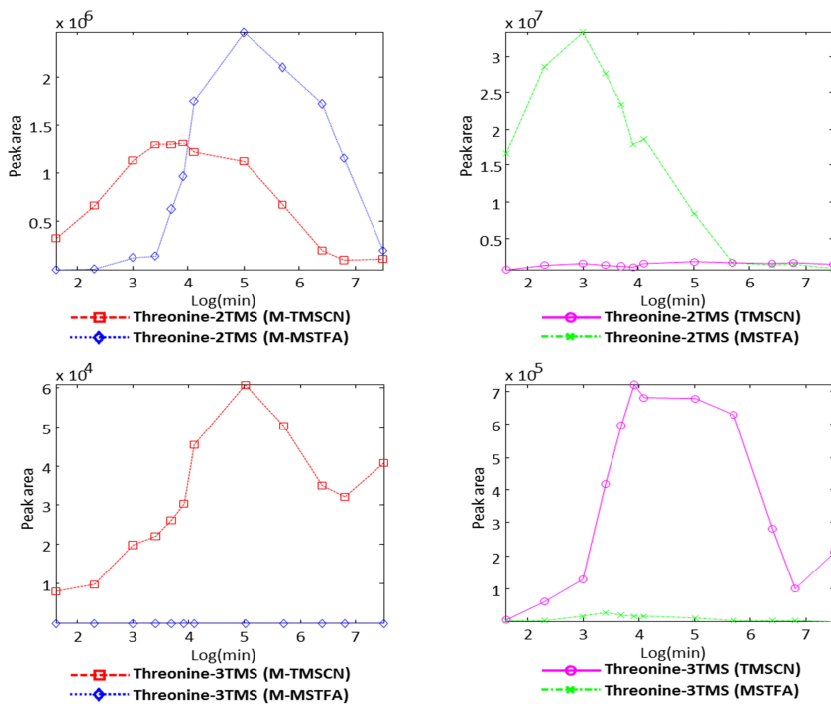 x 10^6
2
1.5
1
0.5
Peak area
2 3 4 5 6 7
Log(min)
Threonine-2TMS (M-TMSCN)
Threonine-2TMS (M-MSTFA)
x 10^7
3
2.5
2
1.5
1
0.5
Peak area
2 3 4 5 6 7
Log(min)
Threonine-2TMS (TMSCN)
Threonine-2TMS (MSTFA)
x 10^4
6
5
4
3
2
1
Peak area
2 3 4 5 6 7
Log(min)
Threonine-3TMS (M-TMSCN)
Threonine-3TMS (M-MSTFA)
x 10^5
7
6
5
4
3
2
1
Peak area
2 3 4 5 6 7
Log(min)
Threonine-3TMS (TMSCN)
Threonine-3TMS (MSTFA)